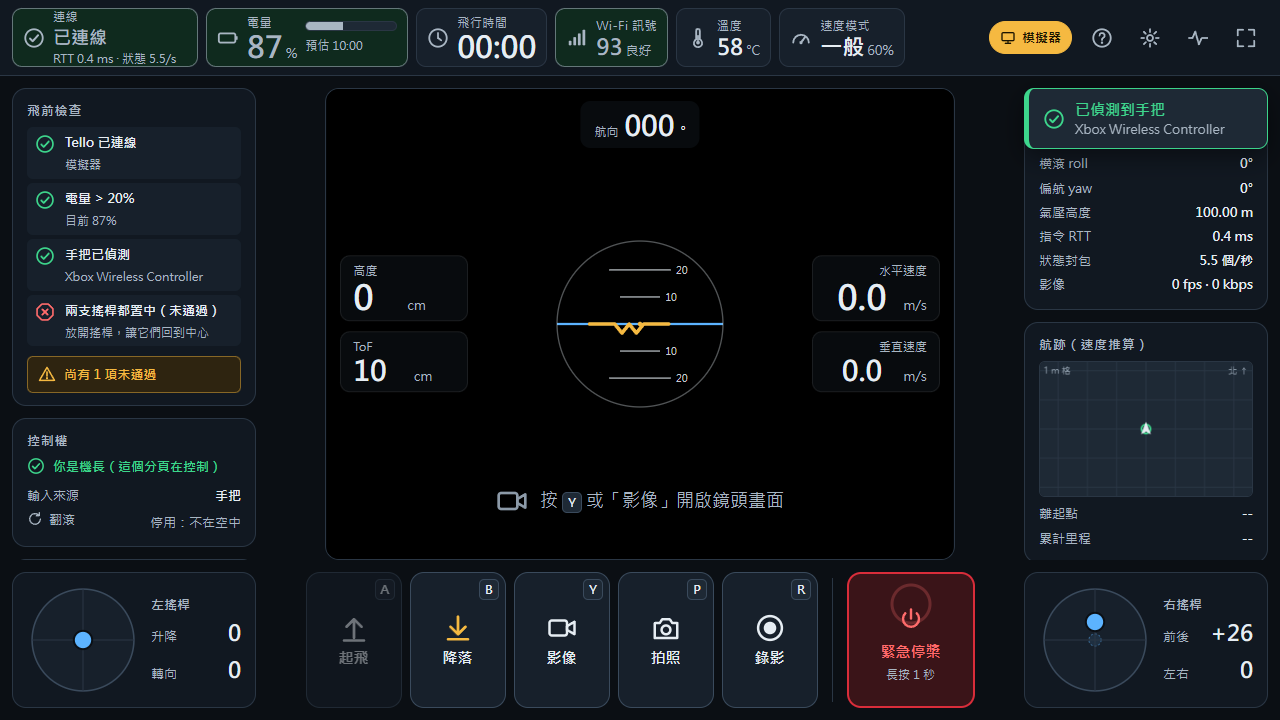 連線
已連線
RTT 0.4 ms · 狀態 5.5/s
電量
87 %
預估 10:00
飛行時間
00:00
Wi-Fi 訊號
93 良好
溫度
58 °C
速度模式
一般 60%
模擬器
飛前檢查
Tello 已連線
模擬器
電量 > 20%
目前 87%
手把已偵測
Xbox Wireless Controller
兩支搖桿都置中（未通過）
放開搖桿，讓它們回到中心
尚有 1 項未通過
控制權
你是機長（這個分頁在控制）
輸入來源 手把
翻滾 停用：不在空中
航向 000 °
高度
0 cm
ToF
10 cm
20
10
10
20
水平速度
0.0 m/s
垂直速度
0.0 m/s
按 Y 或「影像」開啟鏡頭畫面
已偵測到手把
Xbox Wireless Controller
橫滾 roll 0°
偏航 yaw 0°
氣壓高度 100.00 m
指令 RTT 0.4 ms
狀態封包 5.5 個/秒
影像 0 fps · 0 kbps
航跡（速度推算）
1 m 格 北 ↑
離起點 --
累計里程 --
左搖桿
升降 0
轉向 0
A
起飛
B
降落
Y
影像
P
拍照
R
錄影
緊急停槳
長按 1 秒
右搖桿
前後 +26
左右 0